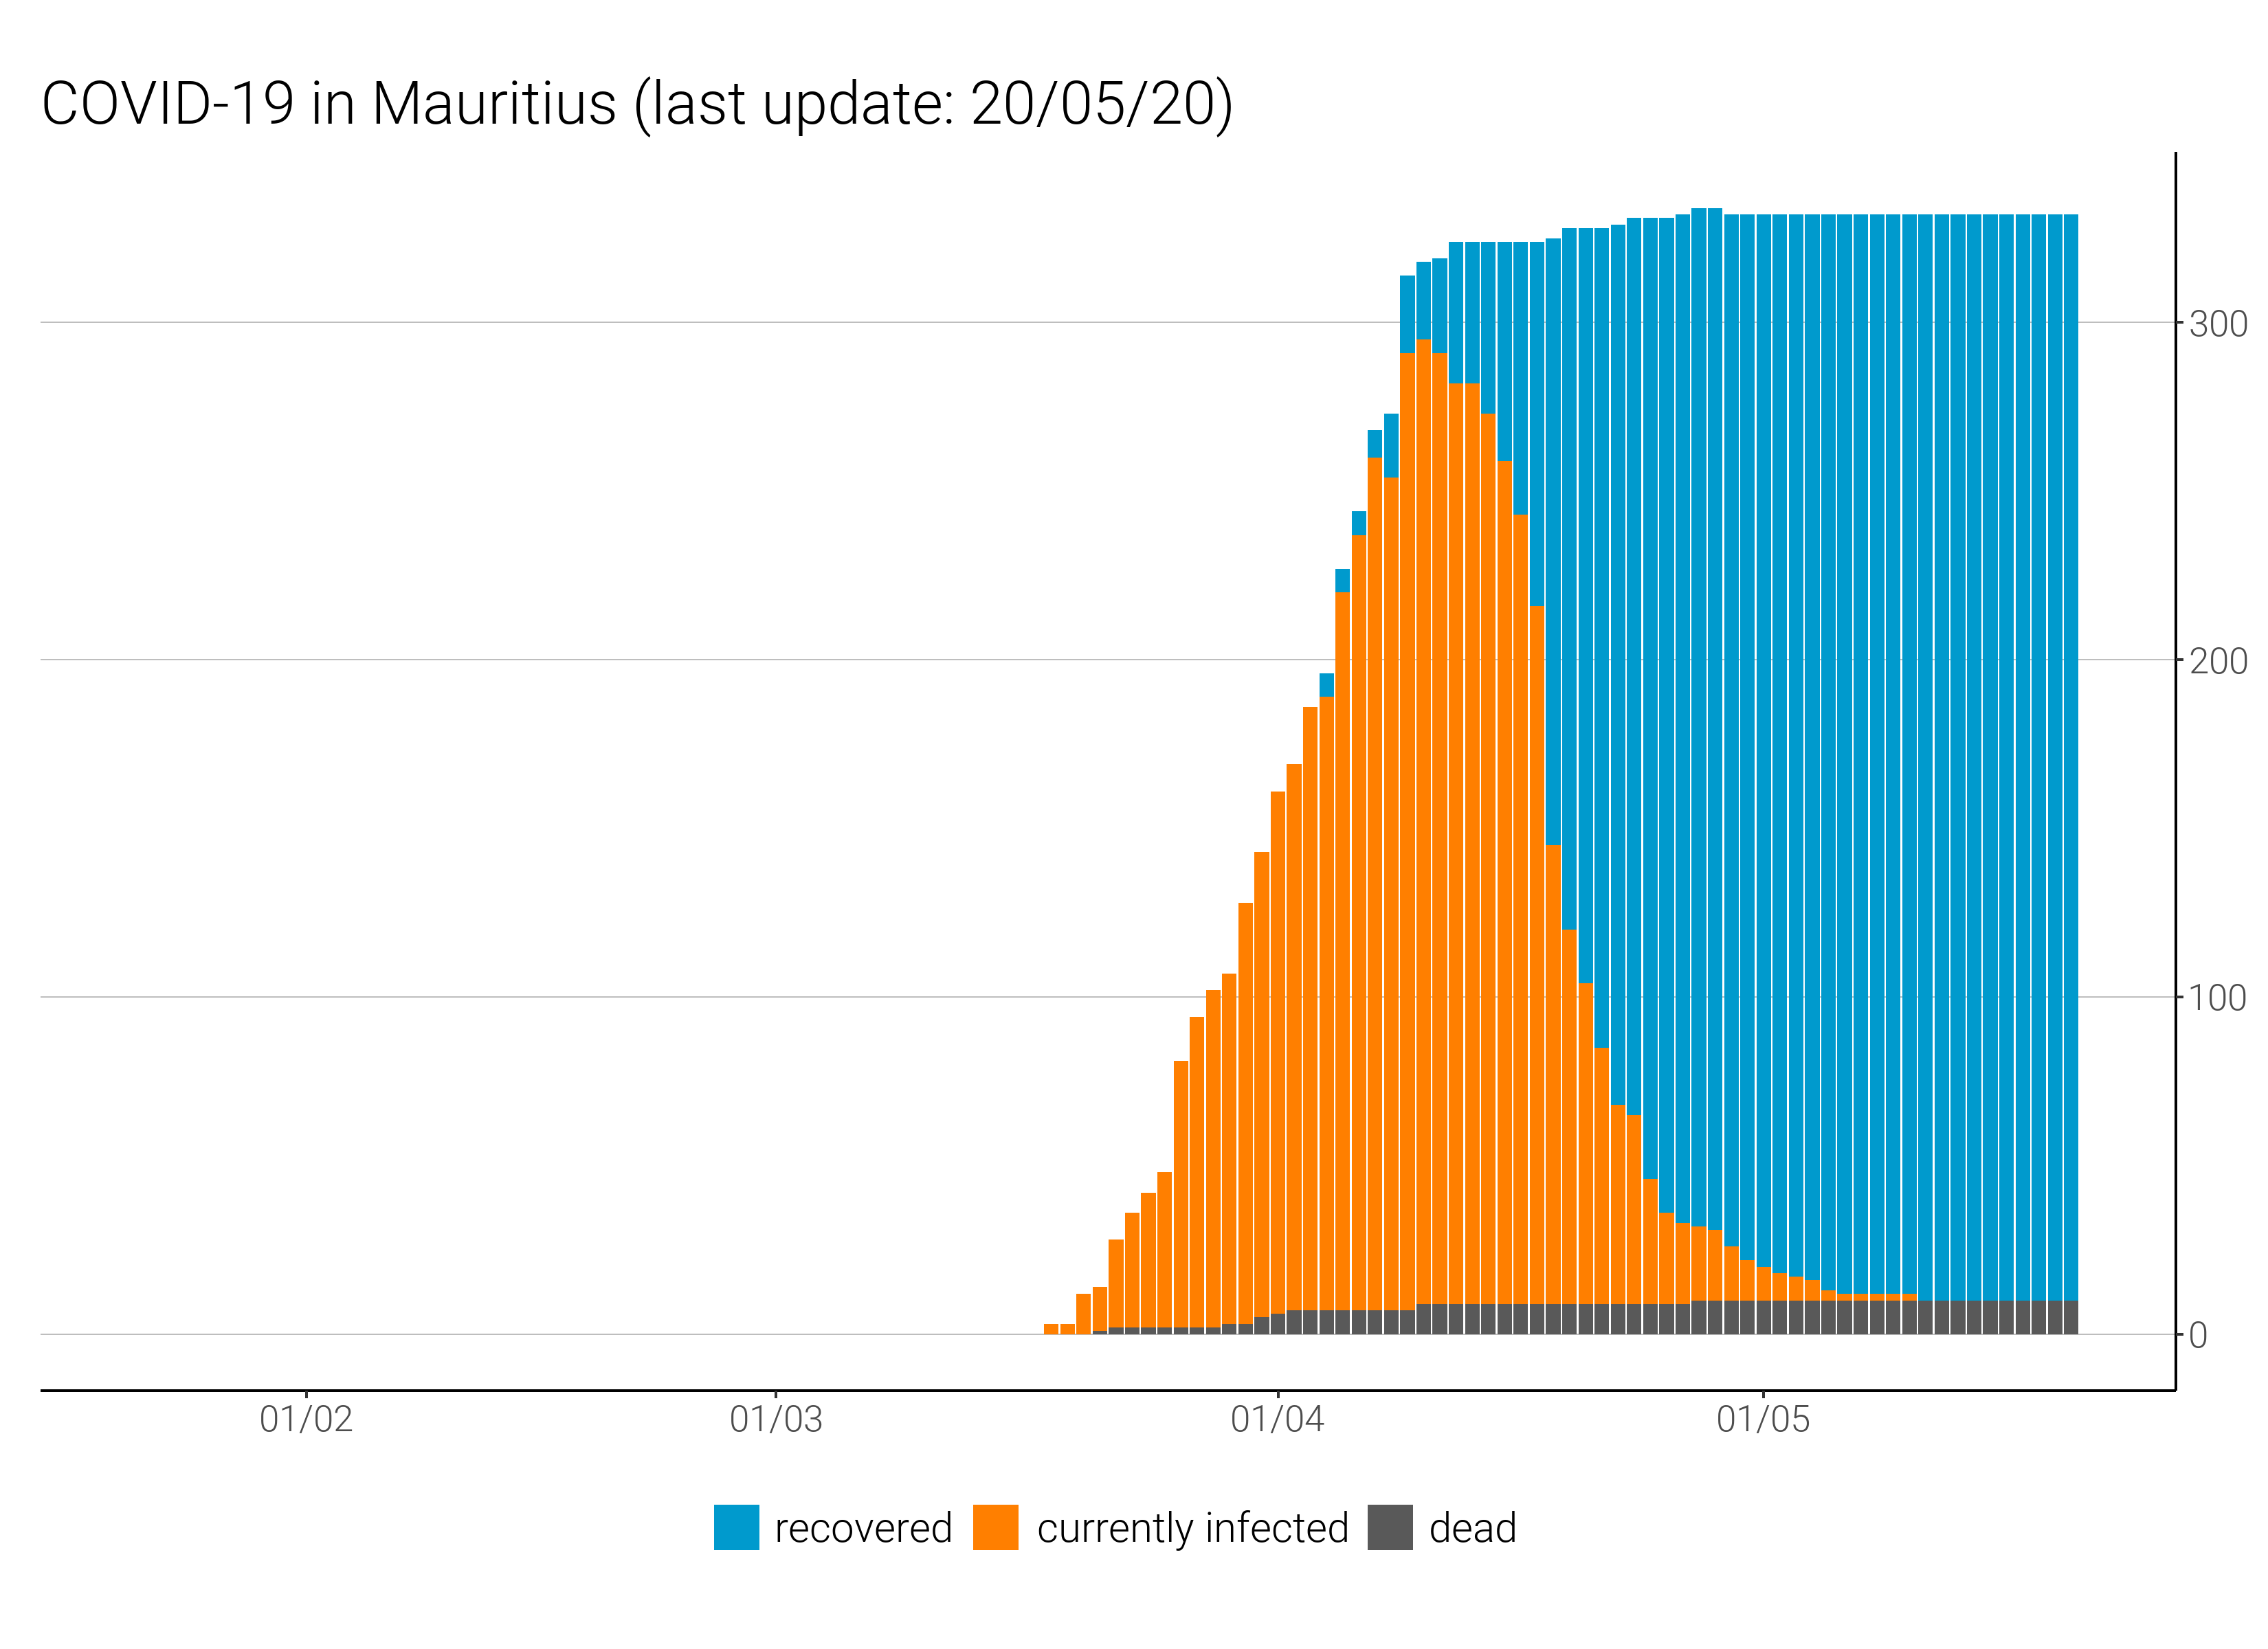 COVID-19 in Mauritius (last update: 20/05/20)
300
200
100
0
01/02 01/03 01/04 01/05
recovered currently infected dead